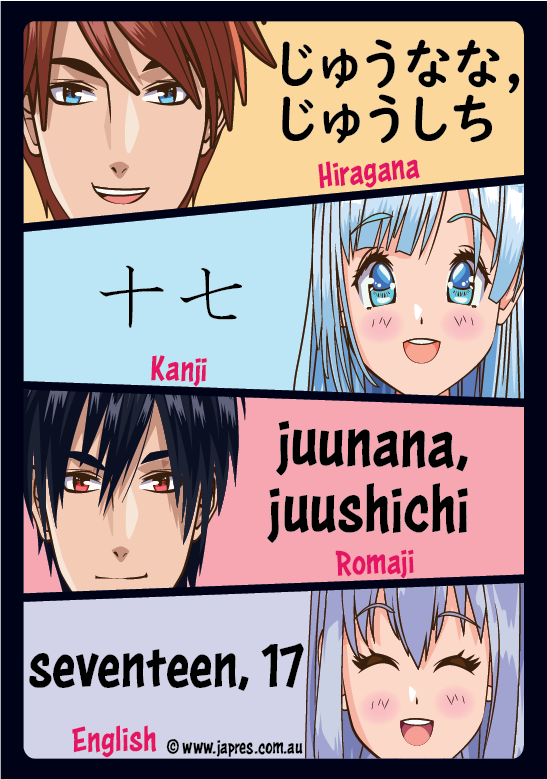 じゅうなな,
じゅうしち
Hiragana
十七
Kanji
juunana,
juushichi
Romaji
seventeen, 17
English
© www.japres.com.au